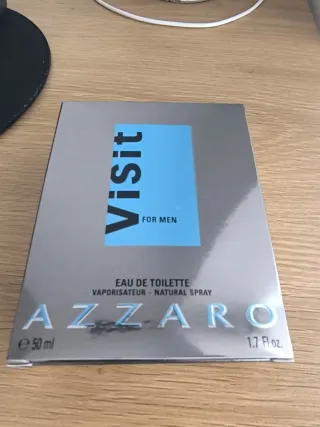 Visit
FOR MEN
EAU DE TOILETTE
VAPORISATEUR - NATURAL SPRAY
AZZARO
e 50 ml 1.7 Fl oz.